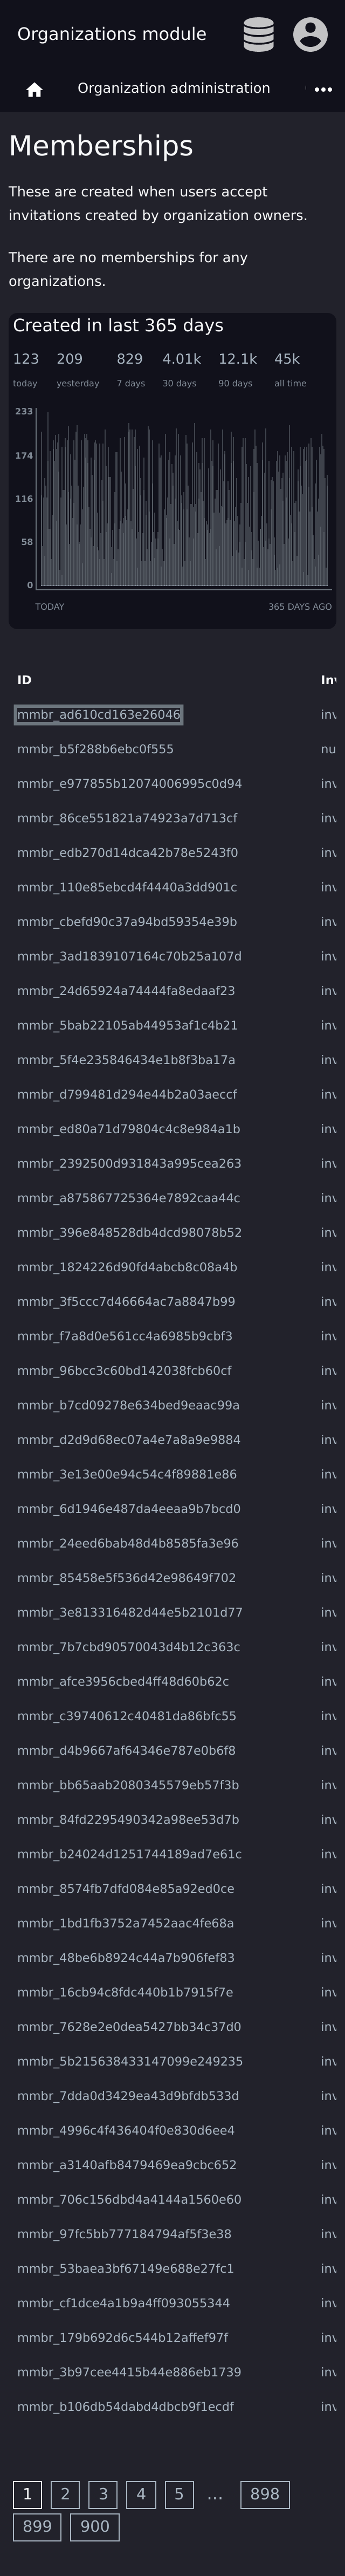 Organizations module
Organization administration
Memberships
These are created when users accept
invitations created by organization owners.
There are no memberships for any
organizations.
Created in last 365 days
123 209 829 4.01k 12.1k 45k
today yesterday 7 days 30 days 90 days all time
233
174
116
58
0
TODAY 365 DAYS AGO
ID
mmbr_ad610cd163e26046 inv
mmbr_b5f288b6ebc0f555 nu
mmbr_e977855b12074006995c0d94 inv
mmbr_86ce551821a74923a7d713cf inv
mmbr_edb270d14dca42b78e5243f0 inv
mmbr_110e85ebcd4f4440a3dd901c inv
mmbr_cbefd90c37a94bd59354e39b inv
mmbr_3ad1839107164c70b25a107d inv
mmbr_24d65924a74444fa8edaaf23 inv
mmbr_5bab22105ab44953af1c4b21 inv
mmbr_5f4e235846434e1b8f3ba17a inv
mmbr_d799481d294e44b2a03aeccf inv
mmbr_ed80a71d79804c4c8e984a1b inv
mmbr_2392500d931843a995cea263 inv
mmbr_a875867725364e7892caa44c inv
mmbr_396e848528db4dcd98078b52 inv
mmbr_1824226d90fd4abcb8c08a4b inv
mmbr_3f5ccc7d46664ac7a8847b99 inv
mmbr_f7a8d0e561cc4a6985b9cbf3 inv
mmbr_96bcc3c60bd142038fcb60cf inv
mmbr_b7cd09278e634bed9eaac99a inv
mmbr_d2d9d68ec07a4e7a8a9e9884 inv
mmbr_3e13e00e94c54c4f89881e86 inv
mmbr_6d1946e487da4eeaa9b7bcd0 inv
mmbr_24eed6bab48d4b8585fa3e96 inv
mmbr_85458e5f536d42e98649f702 inv
mmbr_3e813316482d44e5b2101d77 inv
mmbr_7b7cbd90570043d4b12c363c inv
mmbr_afce3956cbed4ff48d60b62c inv
mmbr_c39740612c40481da86bfc55 inv
mmbr_d4b9667af64346e787e0b6f8 inv
mmbr_bb65aab2080345579eb57f3b inv
mmbr_84fd2295490342a98ee53d7b inv
mmbr_b24024d1251744189ad7e61c inv
mmbr_8574fb7dfd084e85a92ed0ce inv
mmbr_1bd1fb3752a7452aac4fe68a inv
mmbr_48be6b8924c44a7b906fef83 inv
mmbr_16cb94c8fdc440b1b7915f7e inv
mmbr_7628e2e0dea5427bb34c37d0 inv
mmbr_5b215638433147099e249235 inv
mmbr_7dda0d3429ea43d9bfdb533d inv
mmbr_4996c4f436404f0e830d6ee4 inv
mmbr_a3140afb8479469ea9cbc652 inv
mmbr_706c156dbd4a4144a1560e60 inv
mmbr_97fc5bb777184794af5f3e38 inv
mmbr_53baea3bf67149e688e27fc1 inv
mmbr_cf1dce4a1b9a4ff093055344 inv
mmbr_179b692d6c544b12affef97f inv
mmbr_3b97cee4415b44e886eb1739 inv
mmbr_b106db54dabd4dbcb9f1ecdf inv
1 2 3 4 5 … 898
899 900